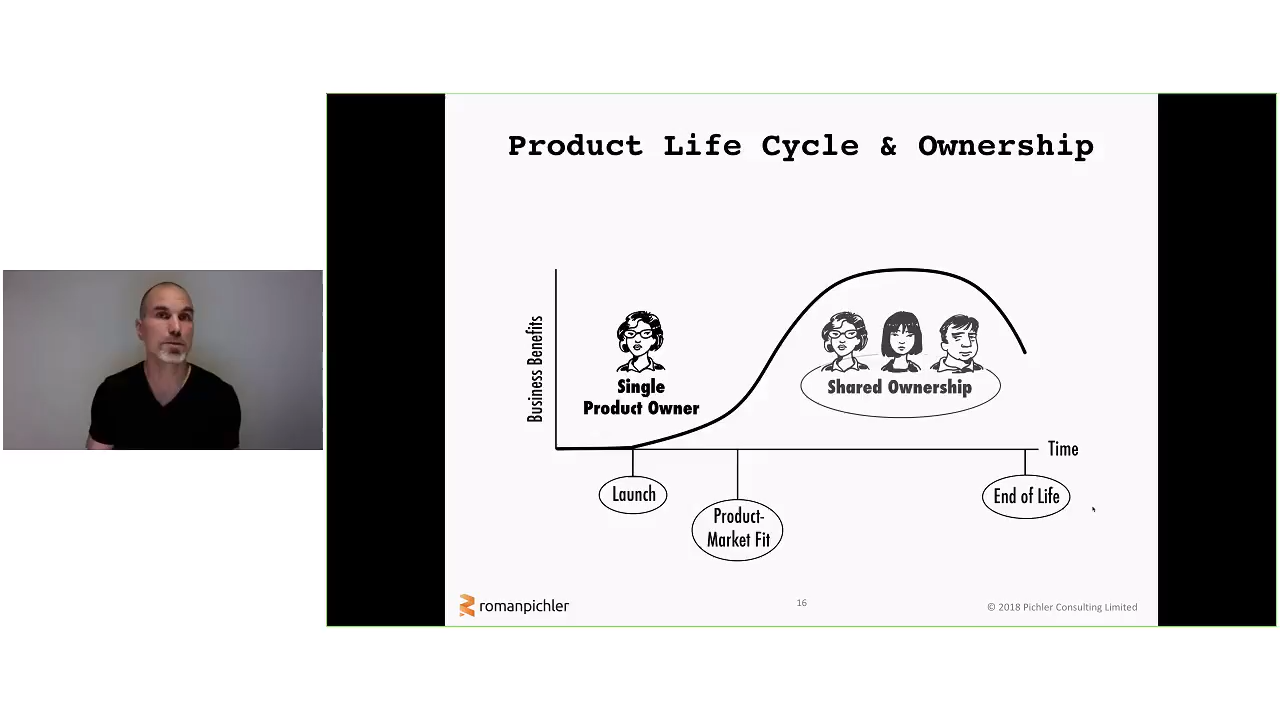 Product Life Cycle & Ownership
Business Benefits
Single
Product Owner
Shared Ownership
Time
Launch
Product-
Market Fit
End of Life
romanpichler
16
© 2018 Pichler Consulting Limited